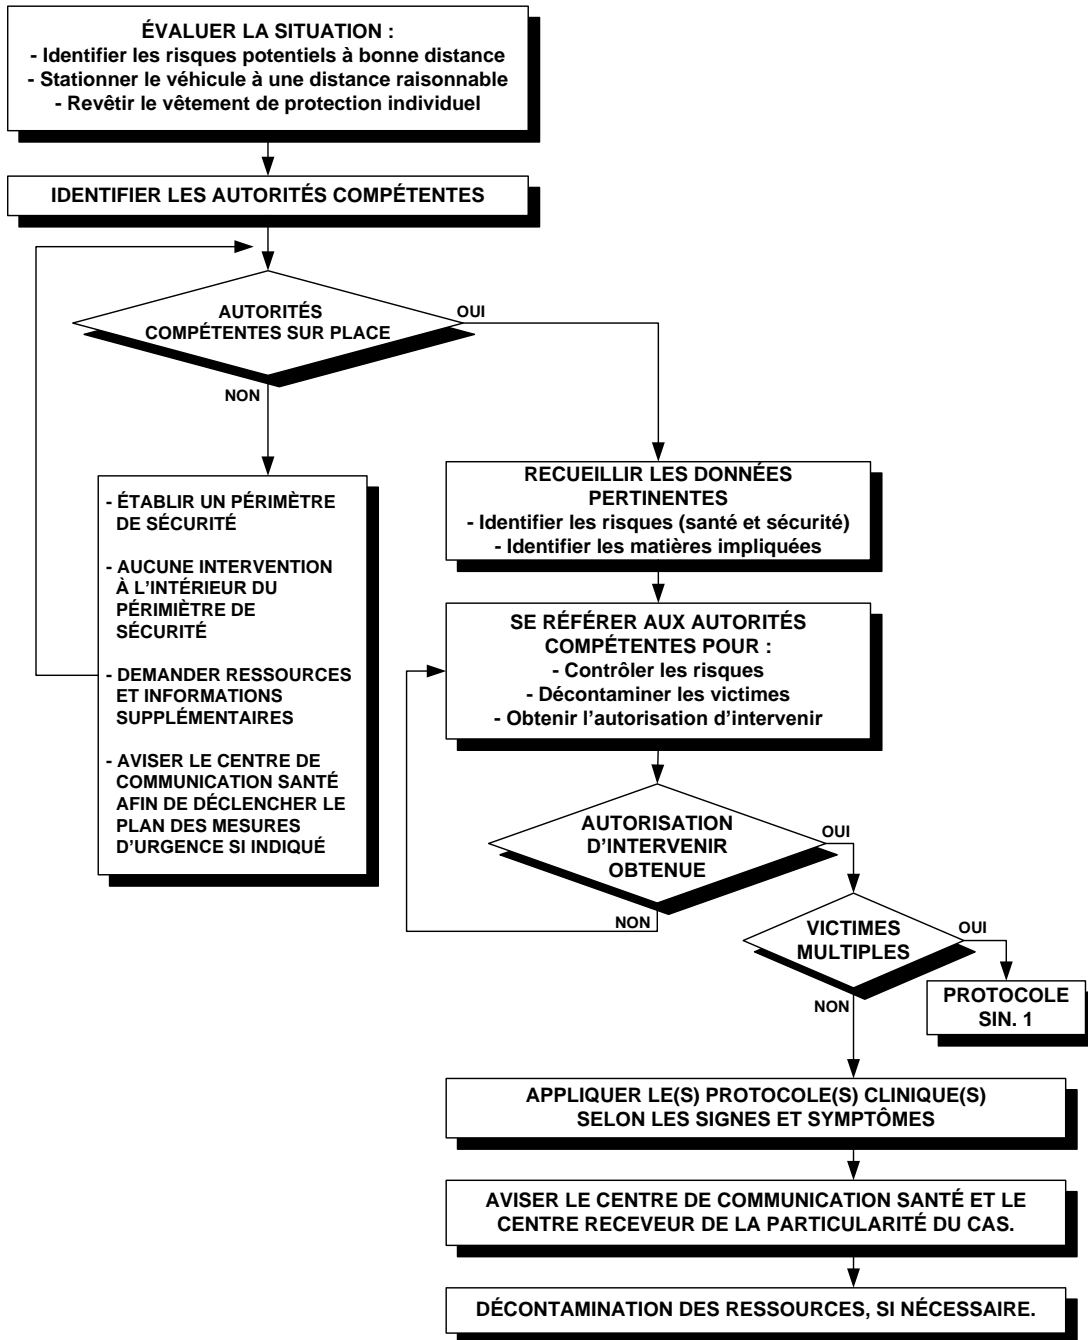 ÉVALUER LA SITUATION :
- Identifier les risques potentiels à bonne distance
- Stationner le véhicule à une distance raisonnable
- Revêtir le vêtement de protection individuel
IDENTIFIER LES AUTORITÉS COMPÉTENTES
AUTORITÉS
COMPÉTENTES SUR PLACE
OUI
NON
- ÉTABLIR UN PÉRIMÈTRE
DE SÉCURITÉ
- AUCUNE INTERVENTION
À L'INTÉRIEUR DU
PÉRIMIÈTRE DE
SÉCURITÉ
- DEMANDER RESSOURCES
ET INFORMATIONS
SUPPLÉMENTAIRES
- AVISER LE CENTRE DE
COMMUNICATION SANTÉ
AFIN DE DÉCLENCHER LE
PLAN DES MESURES
D'URGENCE SI INDIQUÉ
RECUEILLIR LES DONNÉES
PERTINENTES
- Identifier les risques (santé et sécurité)
- Identifier les matières impliquées
SE RÉFÉRER AUX AUTORITÉS
COMPÉTENTES POUR :
- Contrôler les risques
- Décontaminer les victimes
- Obtenir l'autorisation d'intervenir
AUTORISATION
D'INTERVENIR
OBTENUE
OUI
NON
VICTIMES
MULTIPLES
OUI
NON
PROTOCOLE
SIN. 1
APPLIQUER LE(S) PROTOCOLE(S) CLINIQUE(S)
SELON LES SIGNES ET SYMPTÔMES
AVISER LE CENTRE DE COMMUNICATION SANTÉ ET LE
CENTRE RECEVEUR DE LA PARTICULARITÉ DU CAS.
DÉCONTAMINATION DES RESSOURCES, SI NÉCESSAIRE.